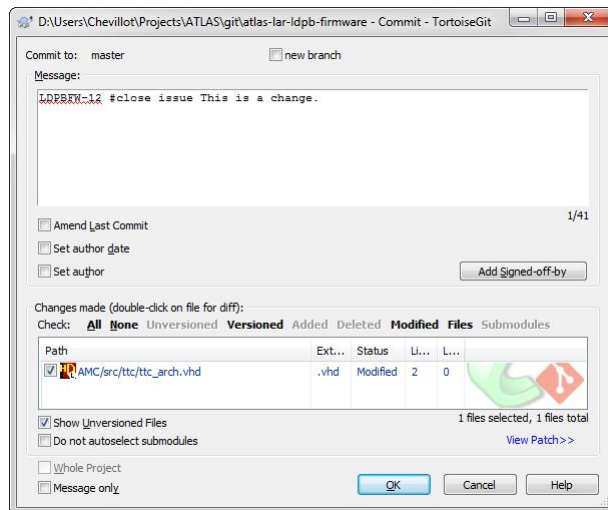 D:\Users\Chevillot\Projects\ATLAS\git\atlas-lar-ldpb-firmware - Commit - TortoiseGit
Commit to: master new branch
Message:
LDPBFW-12 #close issue This is a change.
1/41
Amend Last Commit
Set author date
Set author
Add Signed-off-by
Changes made (double-click on file for diff):
Check: All None Unversioned Versioned Added Deleted Modified Files Submodules
Path Ext... Status Li... L...
AMC/src/ttc/ttc_arch.vhd .vhd Modified 2 0
Show Unversioned Files
1 files selected, 1 files total
Do not autoselect submodules
View Patch>>
Whole Project
Message only
OK Cancel Help